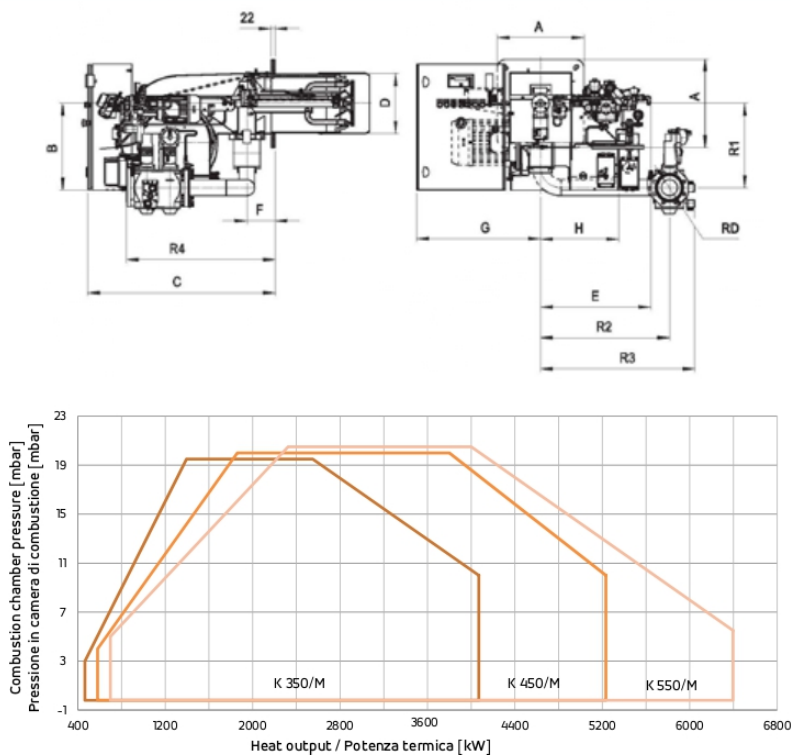 22
A
B
D
A
R1
F
R4
C
G
H
RD
E
R2
R3
Combustion chamber pressure [mbar]
Pressione in camera di combustione [mbar]
23
19
15
11
7
3
-1
K 350/M
K 450/M
K 550/M
400
1200
2000
2800
3600
4400
5200
6000
6800
Heat output / Potenza termica [kW]